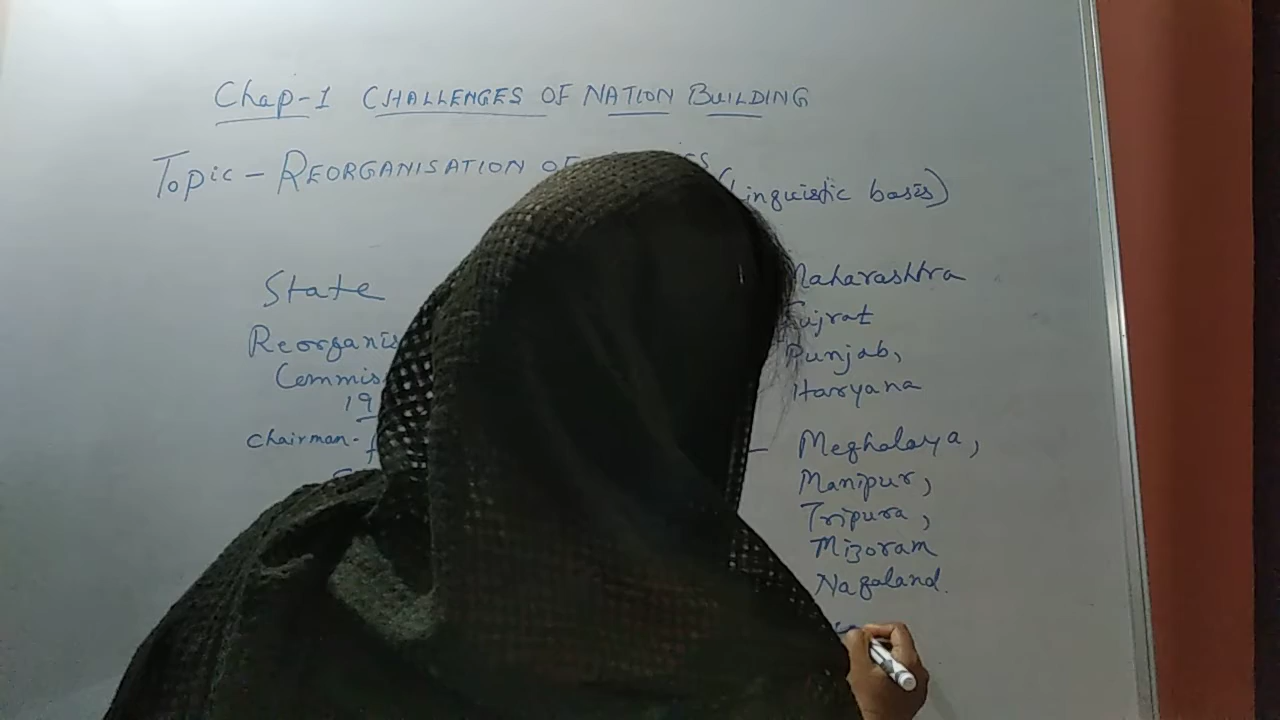 Chap-1 CHALLENGES OF NATION BUILDING
Topic - REORGANISATION OF
(Linguistic basis)
State
Reorganis
Commis
19
Chairman - f
Maharashtra
Gujrat
Punjab,
Haryana
- Meghalaya,
Manipur,
Tripura,
Mizoram
Nagaland.